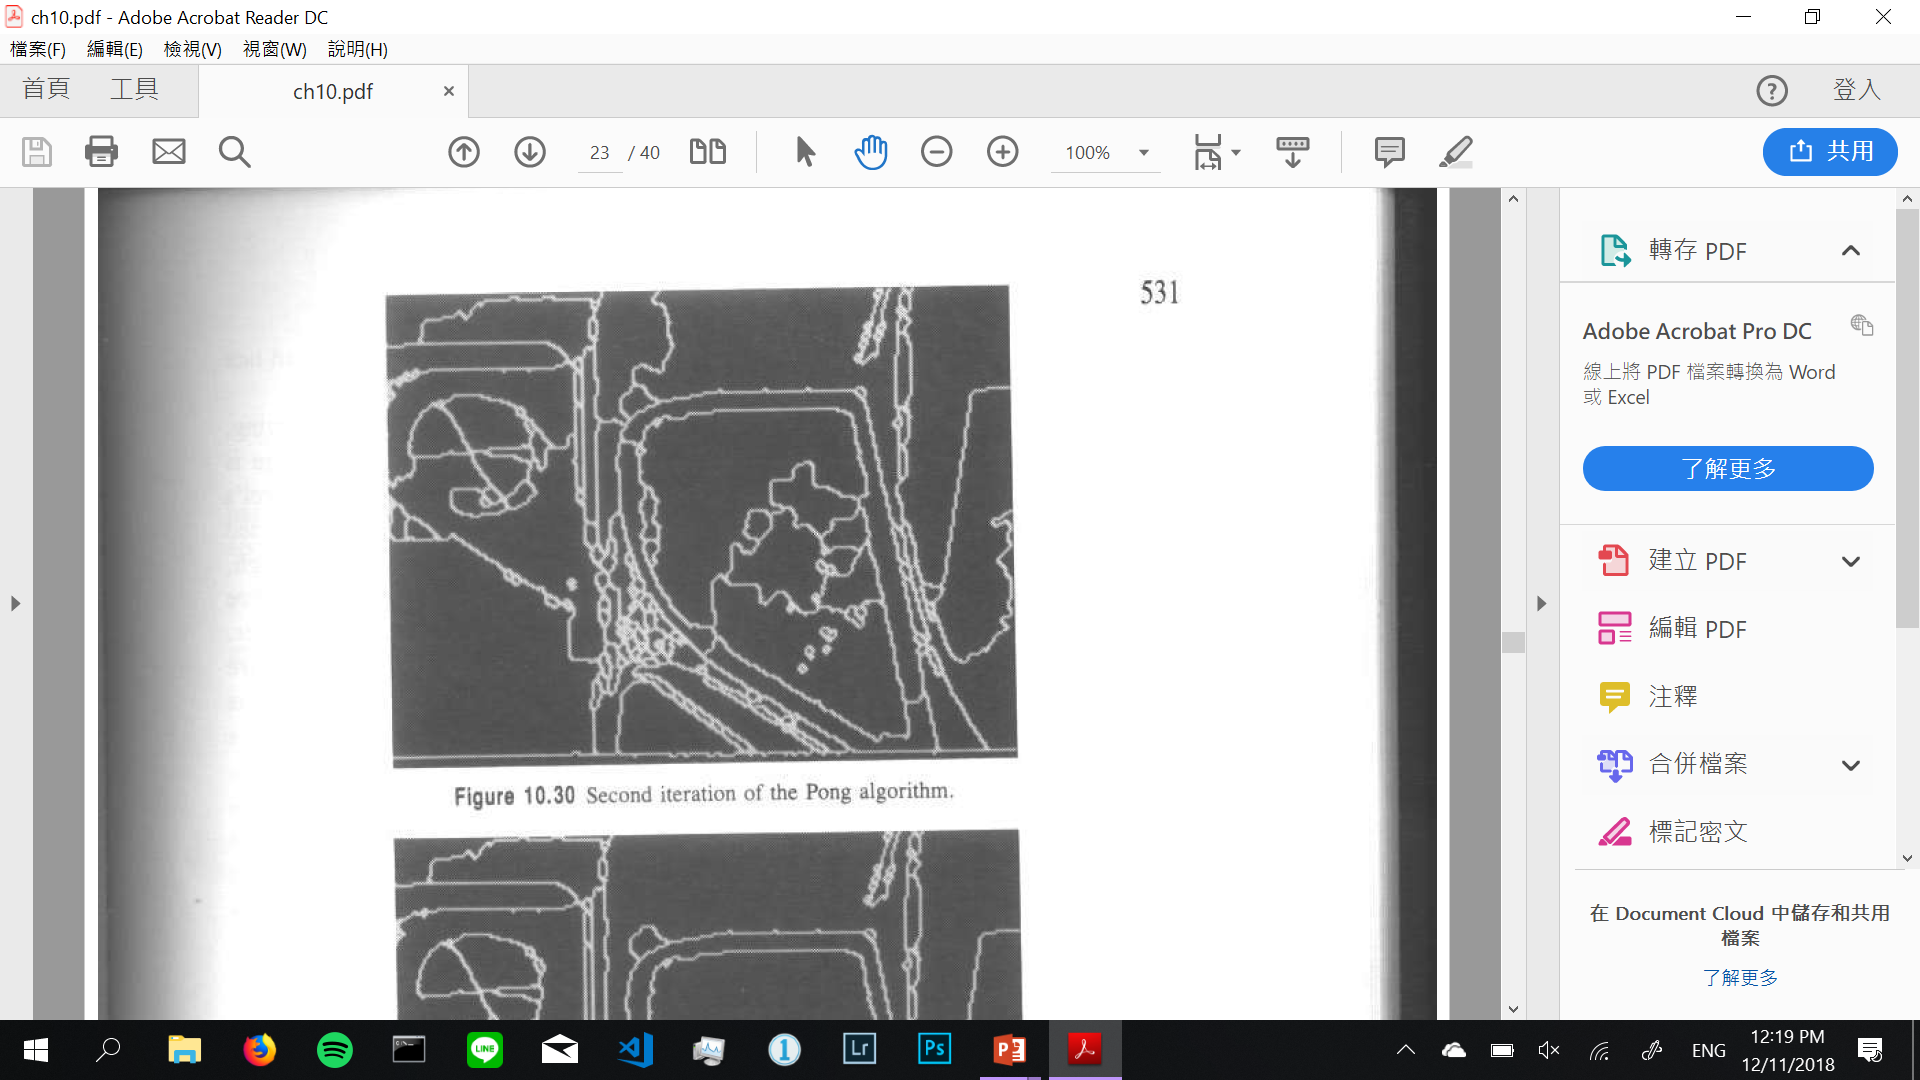 ch10.pdf - Adobe Acrobat Reader DC
檔案(F) 編輯(E) 檢視(V) 視窗(W) 說明(H)
首頁 工具 ch10.pdf × ? 登入
23 / 40 100% 共用
531
Figure 10.30 Second iteration of the Pong algorithm.
轉存 PDF
Adobe Acrobat Pro DC
線上將 PDF 檔案轉換為 Word
或 Excel
了解更多
建立 PDF
編輯 PDF
注釋
合併檔案
標記密文
在 Document Cloud 中儲存和共用
檔案
了解更多
LINE 1 Lr Ps P ENG
12:19 PM
12/11/2018